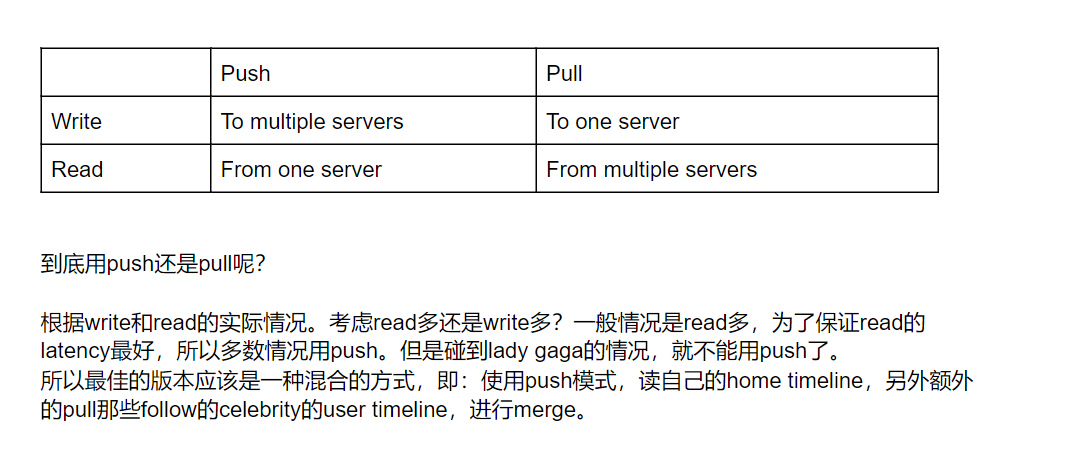 Push Pull
Write To multiple servers To one server
Read From one server From multiple servers
到底用push还是pull呢？
根据write和read的实际情况。考虑read多还是write多？一般情况是read多，为了保证read的
latency最好，所以多数情况用push。但是碰到lady gaga的情况，就不能用push了。
所以最佳的版本应该是一种混合的方式，即：使用push模式，读自己的home timeline，另外额外
的pull那些follow的celebrity的user timeline，进行merge。